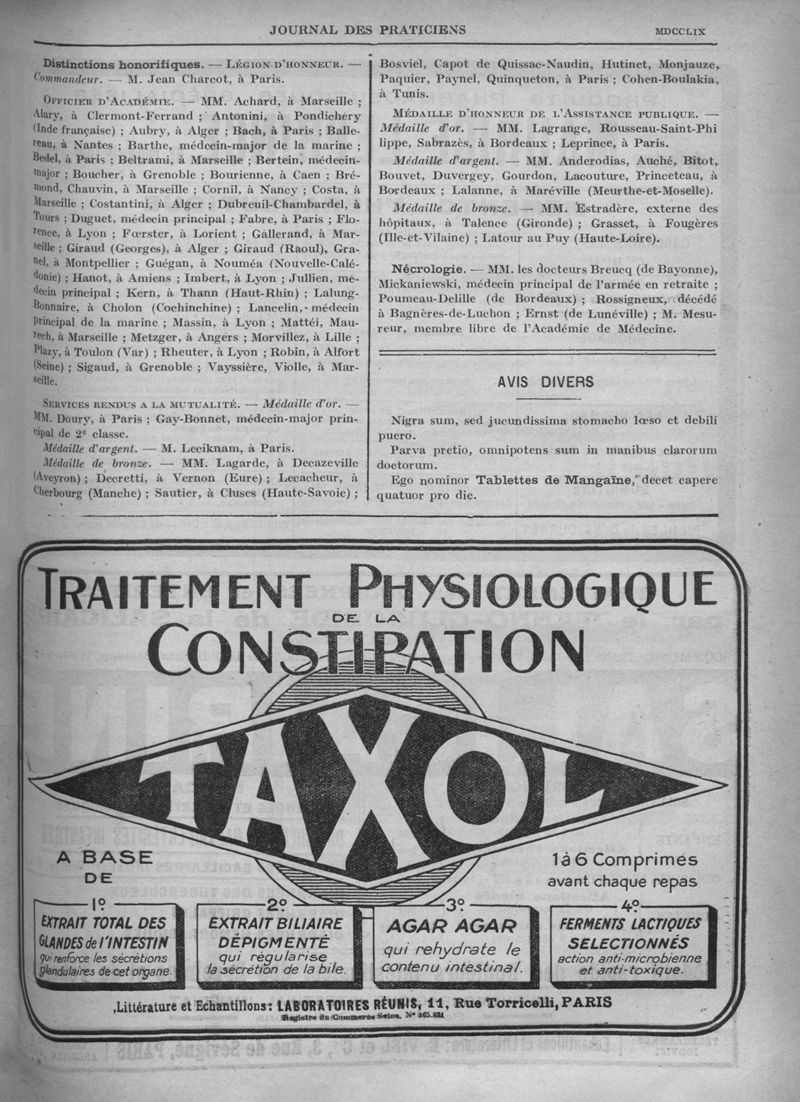 JOURNAL DES PRATICIENS
MDCCLIX
Distinctions honorifiques. — LÉGION D'HONNEUR. —
Commandeur. — M. Jean Charcot, à Paris.
OFFICIER D'ACADÉMIE. — MM. Achard, à Marseille ;
Alary, à Clermont-Ferrand ; Antonini, à Pondichéry
(Inde française) ; Aubry, à Alger ; Bach, à Paris ; Balle-
reau, à Nantes ; Barthe, médecin-major de la marine ;
Bedel, à Paris ; Beltrami, à Marseille ; Bertein, médecin-
major ; Boucher, à Grenoble ; Bourienne, à Caen ; Bré-
mond, Chauvin, à Marseille ; Cornil, à Nancy ; Costa, à
Marseille ; Costantini, à Alger ; Dubreuil-Chambardel, à
Tours ; Duguet, médecin principal ; Fabre, à Paris ; Flo-
rence, à Lyon ; Fœrster, à Lorient ; Gallerand, à Mar-
seille ; Giraud (Georges), à Alger ; Giraud (Raoul), Gra-
nel, à Montpellier ; Guégan, à Nouméa (Nouvelle-Calé-
donie) ; Hanot, à Amiens ; Imbert, à Lyon ; Jullien, mé-
decin principal ; Kern, à Thann (Haut-Rhin) ; Lalung-
Bonnaire, à Cholon (Cochinchine) ; Lancelin, médecin
principal de la marine ; Massin, à Lyon ; Mattéi, Mau-
rech, à Marseille ; Metzger, à Angers ; Morvillez, à Lille ;
Plazy, à Toulon (Var) ; Rheuter, à Lyon ; Robin, à Alfort
(Seine) ; Sigaud, à Grenoble ; Vayssière, Violle, à Mar-
seille.
SERVICES RENDUS A LA MUTUALITÉ. — Médaille d'or. —
MM. Doury, à Paris ; Gay-Bonnet, médecin-major prin-
cipal de 2e classe.
Médaille d'argent. — M. Leciknam, à Paris.
Médaille de bronze. — MM. Lagarde, à Decazeville
(Aveyron) ; Decretti, à Vernon (Eure) ; Lecacheur, à
Cherbourg (Manche) ; Sautier, à Cluses (Haute-Savoie) ;
Bosviel, Capot de Quissac-Naudin, Hutinet, Monjauze,
Paquier, Paynel, Quinqueton, à Paris ; Cohen-Boulakia,
à Tunis.
MÉDAILLE D'HONNEUR DE L'ASSISTANCE PUBLIQUE. —
Médaille d'or. — MM. Lagrange, Rousseau-Saint-Phi
lippe, Sabrazès, à Bordeaux ; Leprince, à Paris.
Médaille d'argent. — MM. Anderodias, Auché, Bitot,
Bouvet, Duvergey, Gourdon, Lacouture, Princeteau, à
Bordeaux ; Lalanne, à Maréville (Meurthe-et-Moselle).
Médaille de bronze. — MM. Estradère, externe des
hôpitaux, à Talence (Gironde) ; Grasset, à Fougères
(Ille-et-Vilaine) ; Latour au Puy (Haute-Loire).
Nécrologie. — MM. les docteurs Breucq (de Bayonne),
Mickaniewski, médecin principal de l'armée en retraite ;
Poumeau-Delille (de Bordeaux) ; Rossigneux, décédé
à Bagnères-de-Luchon ; Ernst (de Lunéville) ; M. Mesu-
reur, membre libre de l'Académie de Médecine.
AVIS DIVERS
Nigra sum, sed jucundissima stomacho lœso et debili
puero.
Parva pretio, omnipotens sum in manibus clarorum
doctorum.
Ego nominor Tablettes de Mangaïne, decet capere
quatuor pro die.
TRAITEMENT PHYSIOLOGIQUE
DE LA
CONSTIPATION
TAXOL
A BASE
DE
1 à 6 Comprimés
avant chaque repas
1º
EXTRAIT TOTAL DES
GLANDES de l'INTESTIN
qui renforce les sécrétions
glandulaires de cet organe.
2º
EXTRAIT BILIAIRE
DÉPIGMENTÉ
qui régularise
la sécrétion de la bile.
3º
AGAR AGAR
qui rehydrate le
contenu intestinal.
4º
FERMENTS LACTIQUES
SELECTIONNÉS
action anti-microbienne
et anti-toxique.
Littérature et Echantillons: LABORATOIRES RÉUNIS, 11, Rue Torricelli, PARIS
Registre du Commerce Seine, Nº 165.831